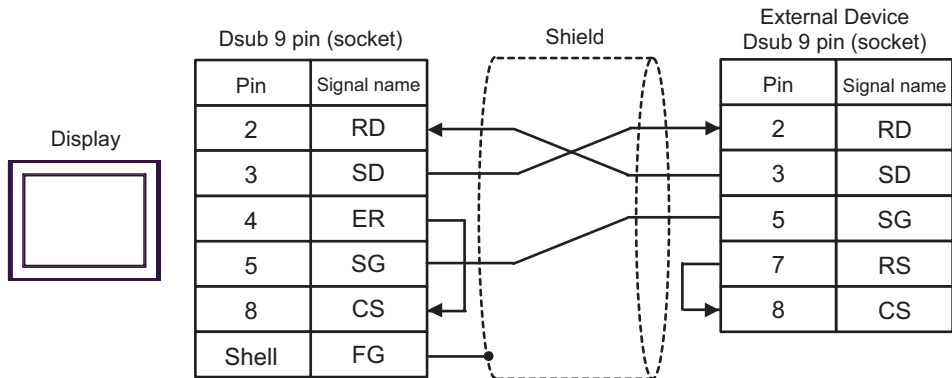 External Device
Dsub 9 pin (socket)
Shield
Dsub 9 pin (socket)
Display
Pin Signal name
2 RD
3 SD
4 ER
5 SG
8 CS
Shell FG
Pin Signal name
2 RD
3 SD
5 SG
7 RS
8 CS